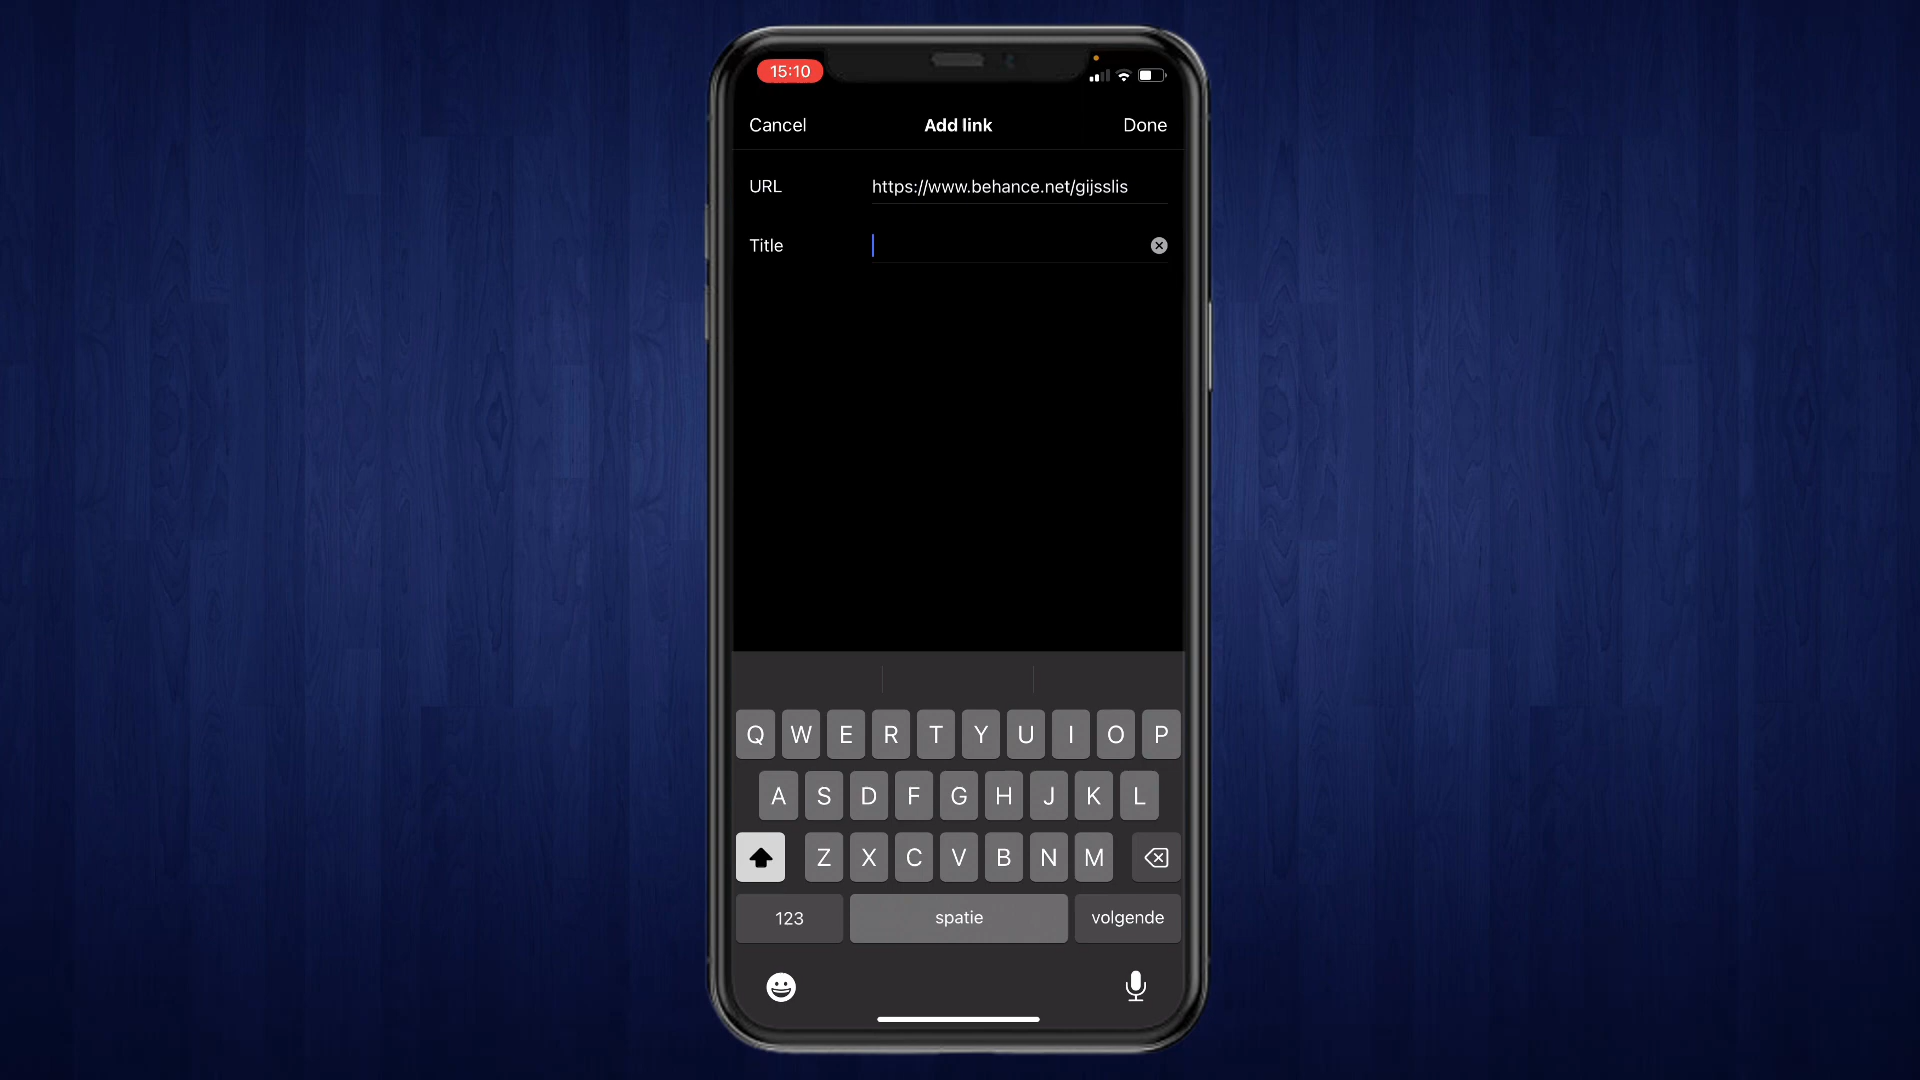 15:10
Cancel Add link Done
URL https://www.behance.net/gijsslis
Title
Q W E R T Y U I O P
A S D F G H J K L
Z X C V B N M
123 spatie volgende